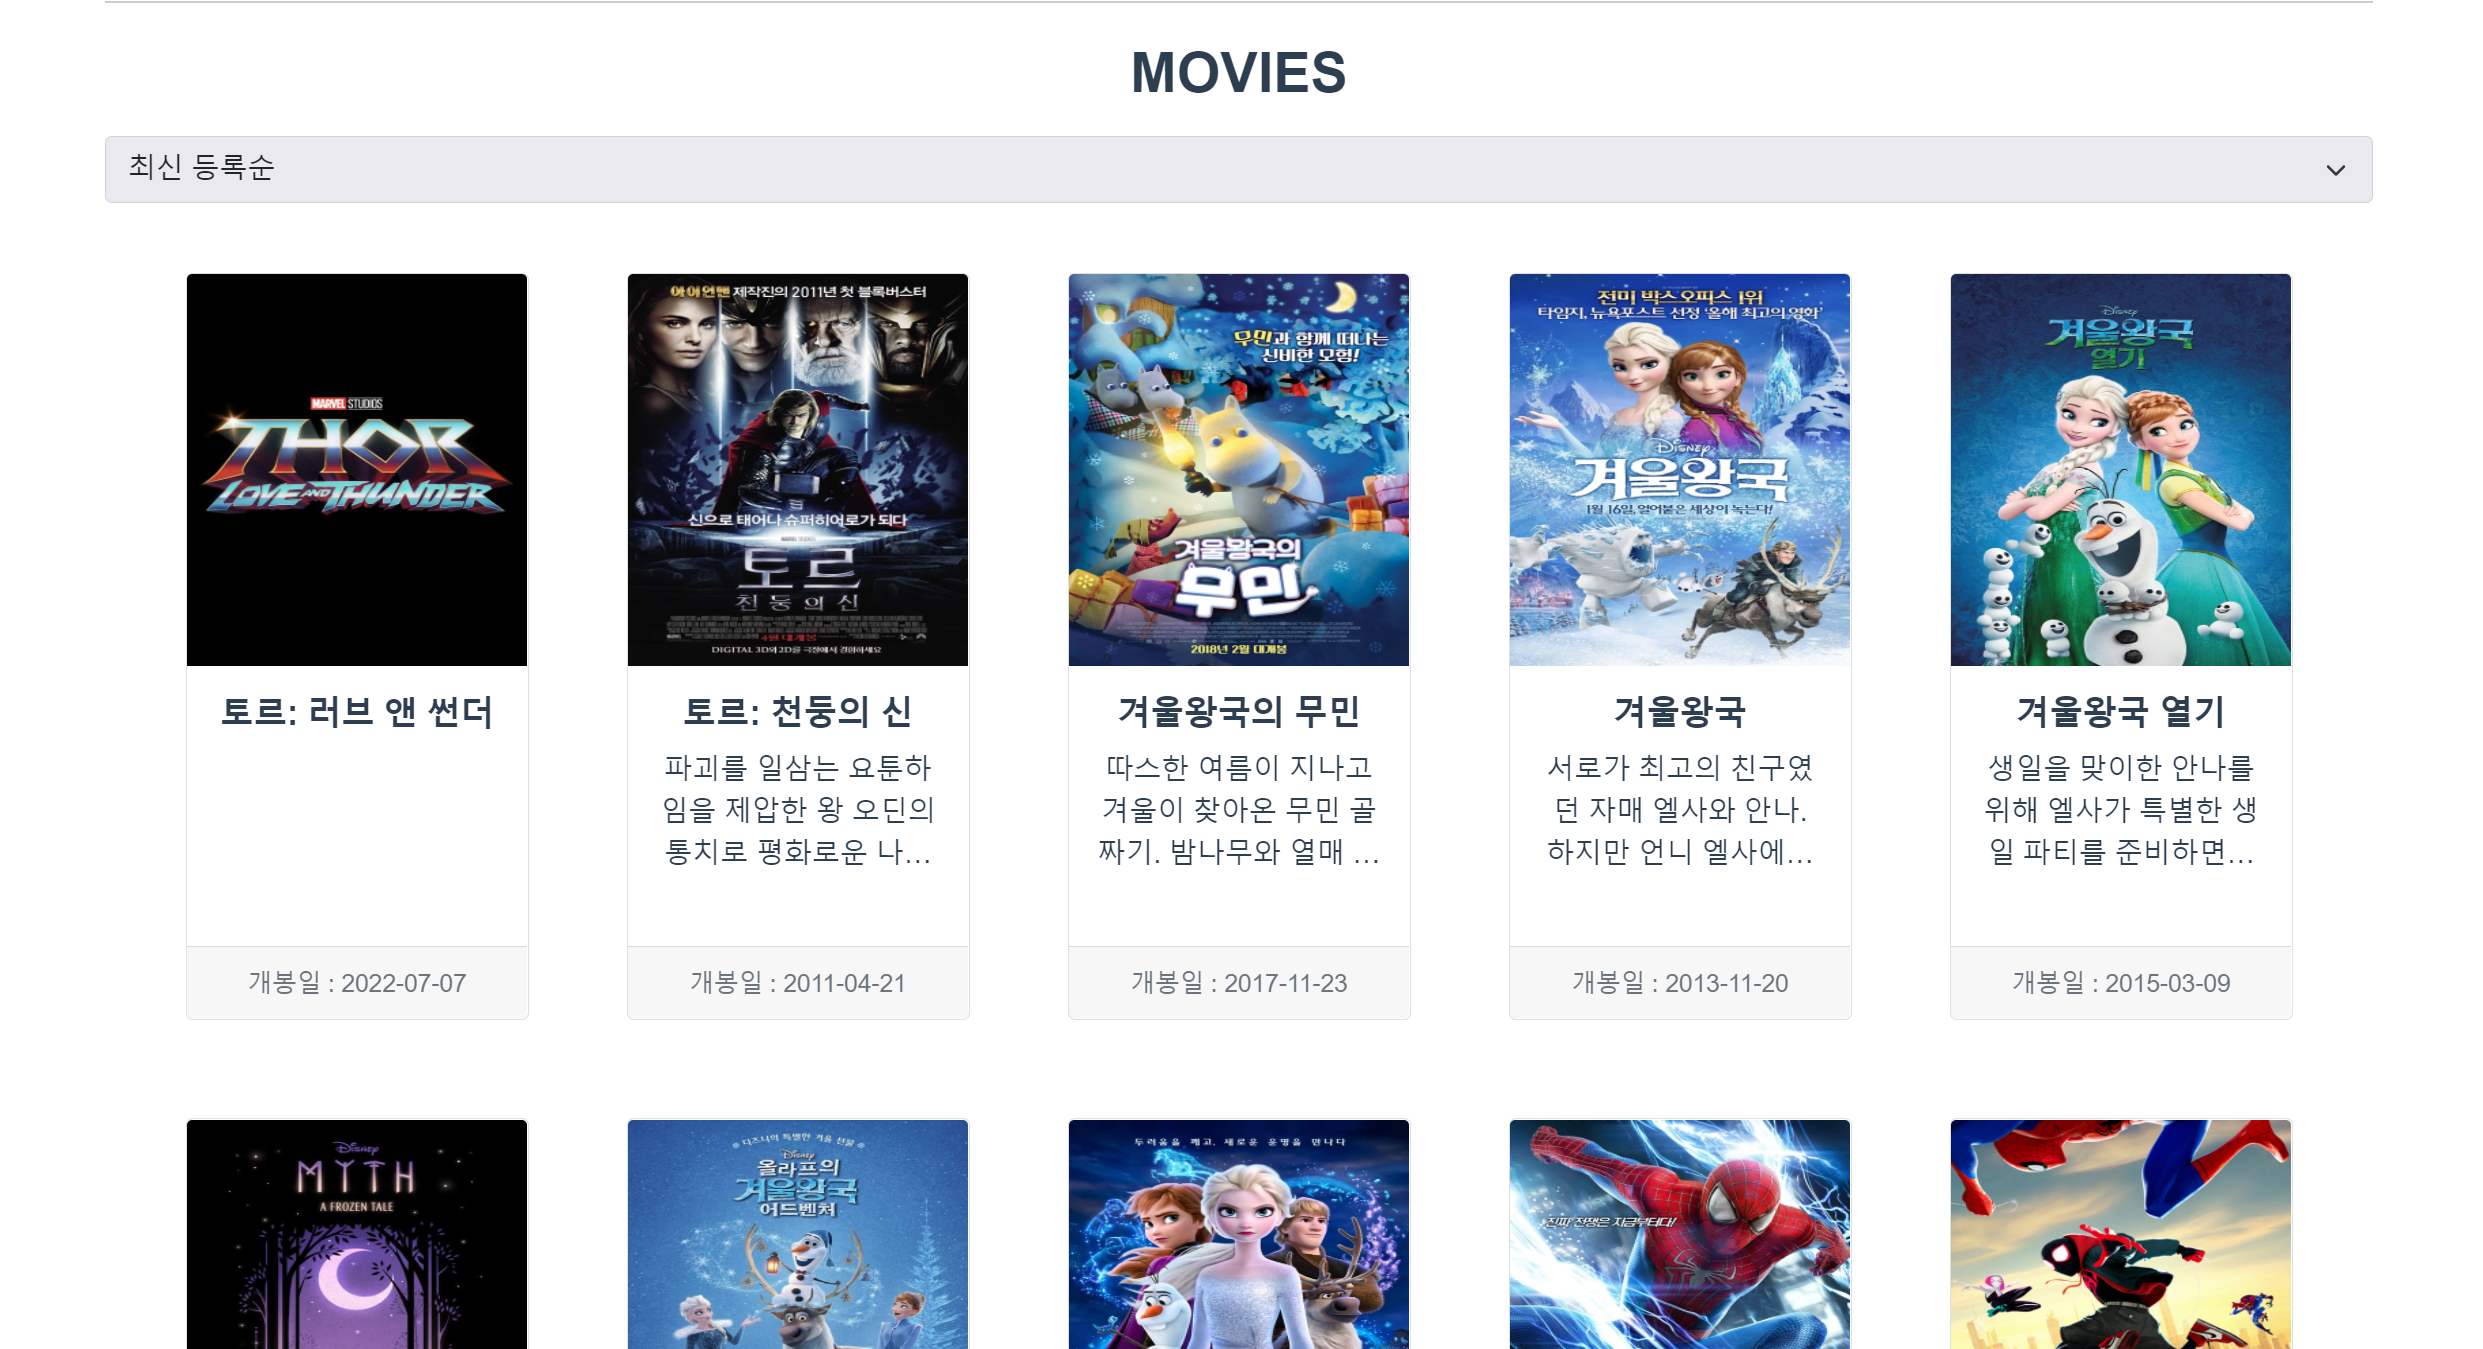 MOVIES
최신 등록순
MARVEL STUDIOS
THOR
LOVE AND THUNDER
아이언맨 제작진의 2011년 첫 블록버스터
신으로 태어나 슈퍼히어로가 되다
MARVEL STUDIOS
토르
천둥의 신
4월 대개봉
DIGITAL 3D와 2D를 극장에서 경험하세요
무민과 함께 떠나는
신비한 모험!
겨울왕국의
무민
2018년 2월 대개봉
전미 박스오피스 1위
타임지, 뉴욕포스트 선정 '올해 최고의 영화'
Disney
겨울왕국
1월 16일, 얼어붙은 세상이 녹는다!
Disney
겨울왕국
열기
토르: 러브 앤 썬더
개봉일 : 2022-07-07
토르: 천둥의 신
파괴를 일삼는 요툰하
임을 제압한 왕 오딘의
통치로 평화로운 나...
개봉일 : 2011-04-21
겨울왕국의 무민
따스한 여름이 지나고
겨울이 찾아온 무민 골
짜기. 밤나무와 열매 ...
개봉일 : 2017-11-23
겨울왕국
서로가 최고의 친구였
던 자매 엘사와 안나.
하지만 언니 엘사에...
개봉일 : 2013-11-20
겨울왕국 열기
생일을 맞이한 안나를
위해 엘사가 특별한 생
일 파티를 준비하면...
개봉일 : 2015-03-09
Disney
MYTH
A FROZEN TALE
디즈니의 특별한 겨울 선물
Disney
올라프의
겨울왕국
어드벤처
두려움을 깨고, 새로운 운명을 만나다
진짜 전쟁은 지금부터다!